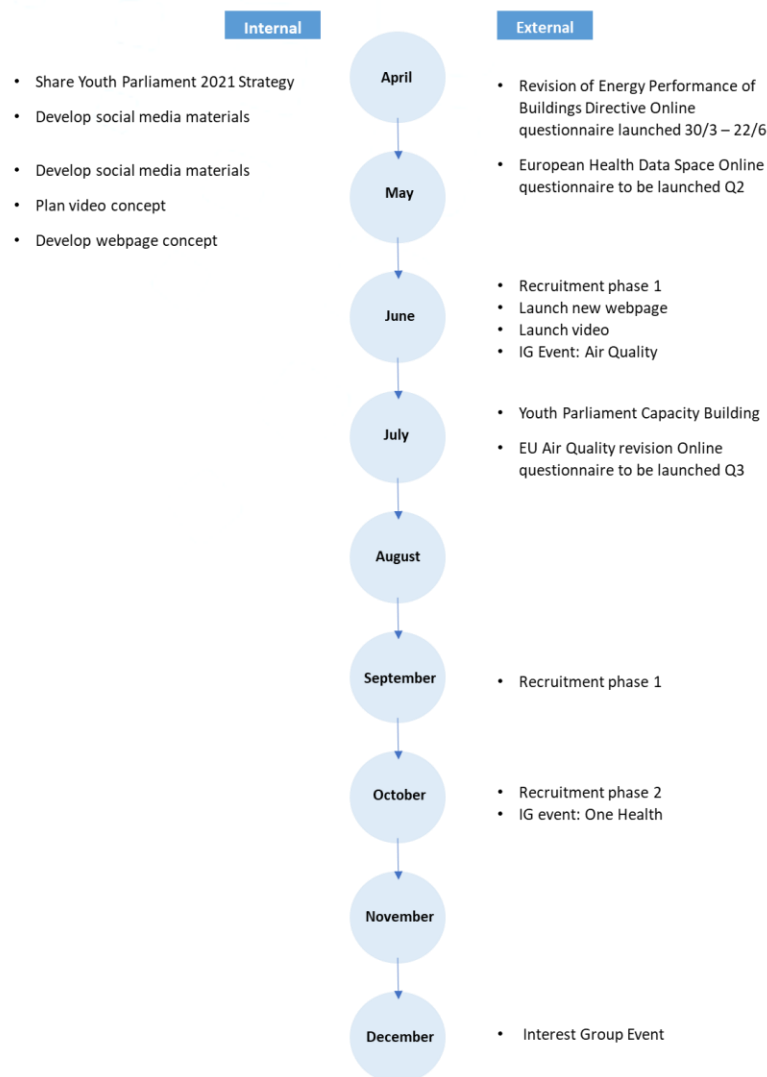 Internal
External
April
• Share Youth Parliament 2021 Strategy
• Develop social media materials
• Revision of Energy Performance of
Buildings Directive Online
questionnaire launched 30/3 – 22/6
May
• Develop social media materials
• Plan video concept
• Develop webpage concept
• European Health Data Space Online
questionnaire to be launched Q2
June
• Recruitment phase 1
• Launch new webpage
• Launch video
• IG Event: Air Quality
July
• Youth Parliament Capacity Building
• EU Air Quality revision Online
questionnaire to be launched Q3
August
September
• Recruitment phase 1
October
• Recruitment phase 2
• IG event: One Health
November
December
• Interest Group Event